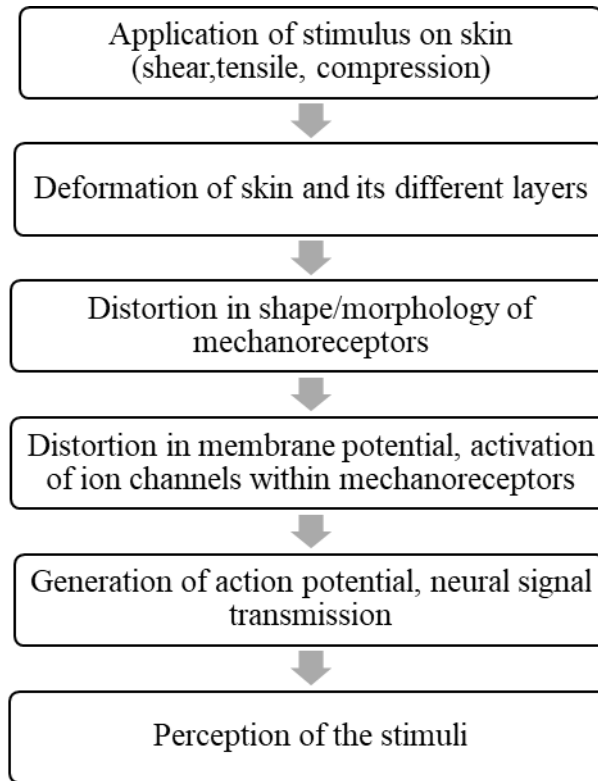 Application of stimulus on skin
(shear,tensile, compression)
Deformation of skin and its different layers
Distortion in shape/morphology of
mechanoreceptors
Distortion in membrane potential, activation
of ion channels within mechanoreceptors
Generation of action potential, neural signal
transmission
Perception of the stimuli